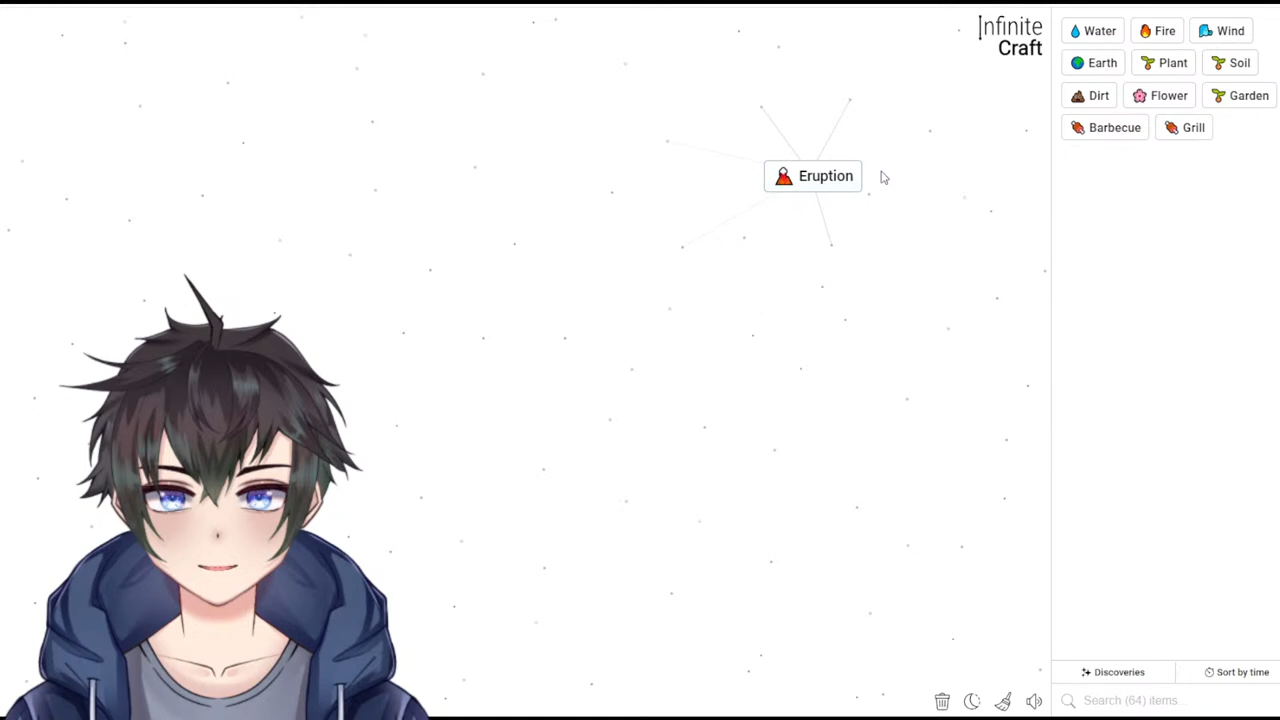 Infinite
Craft
Water Fire Wind
Earth Plant Soil
Dirt Flower Garden
Barbecue Grill
Eruption
Discoveries Sort by time
Search (64) items...